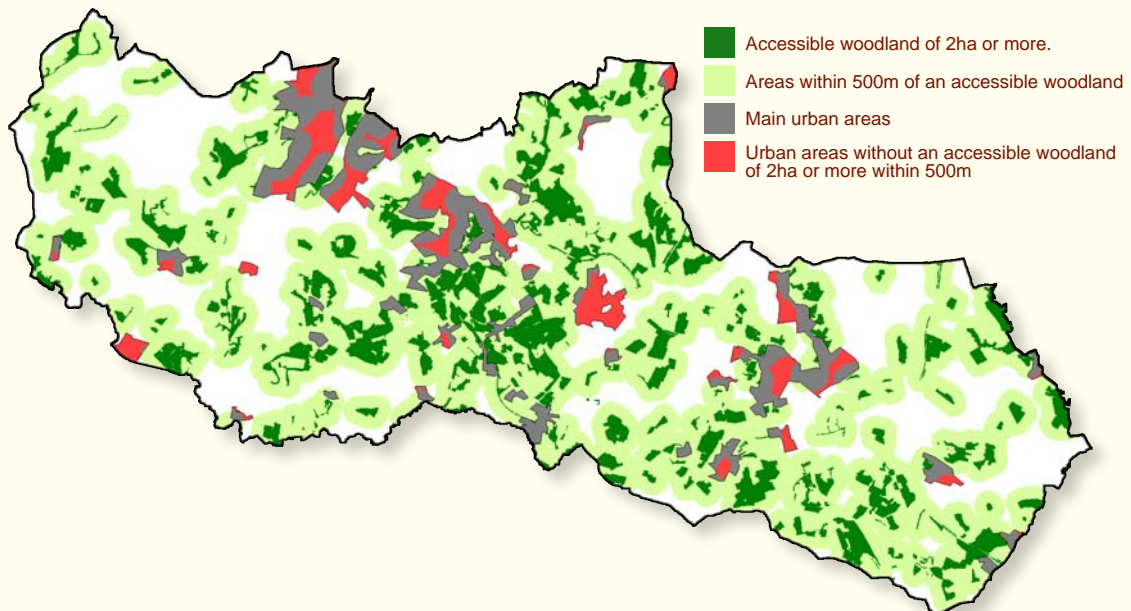 Accessible woodland of 2ha or more.
Areas within 500m of an accessible woodland
Main urban areas
Urban areas without an accessible woodland
of 2ha or more within 500m